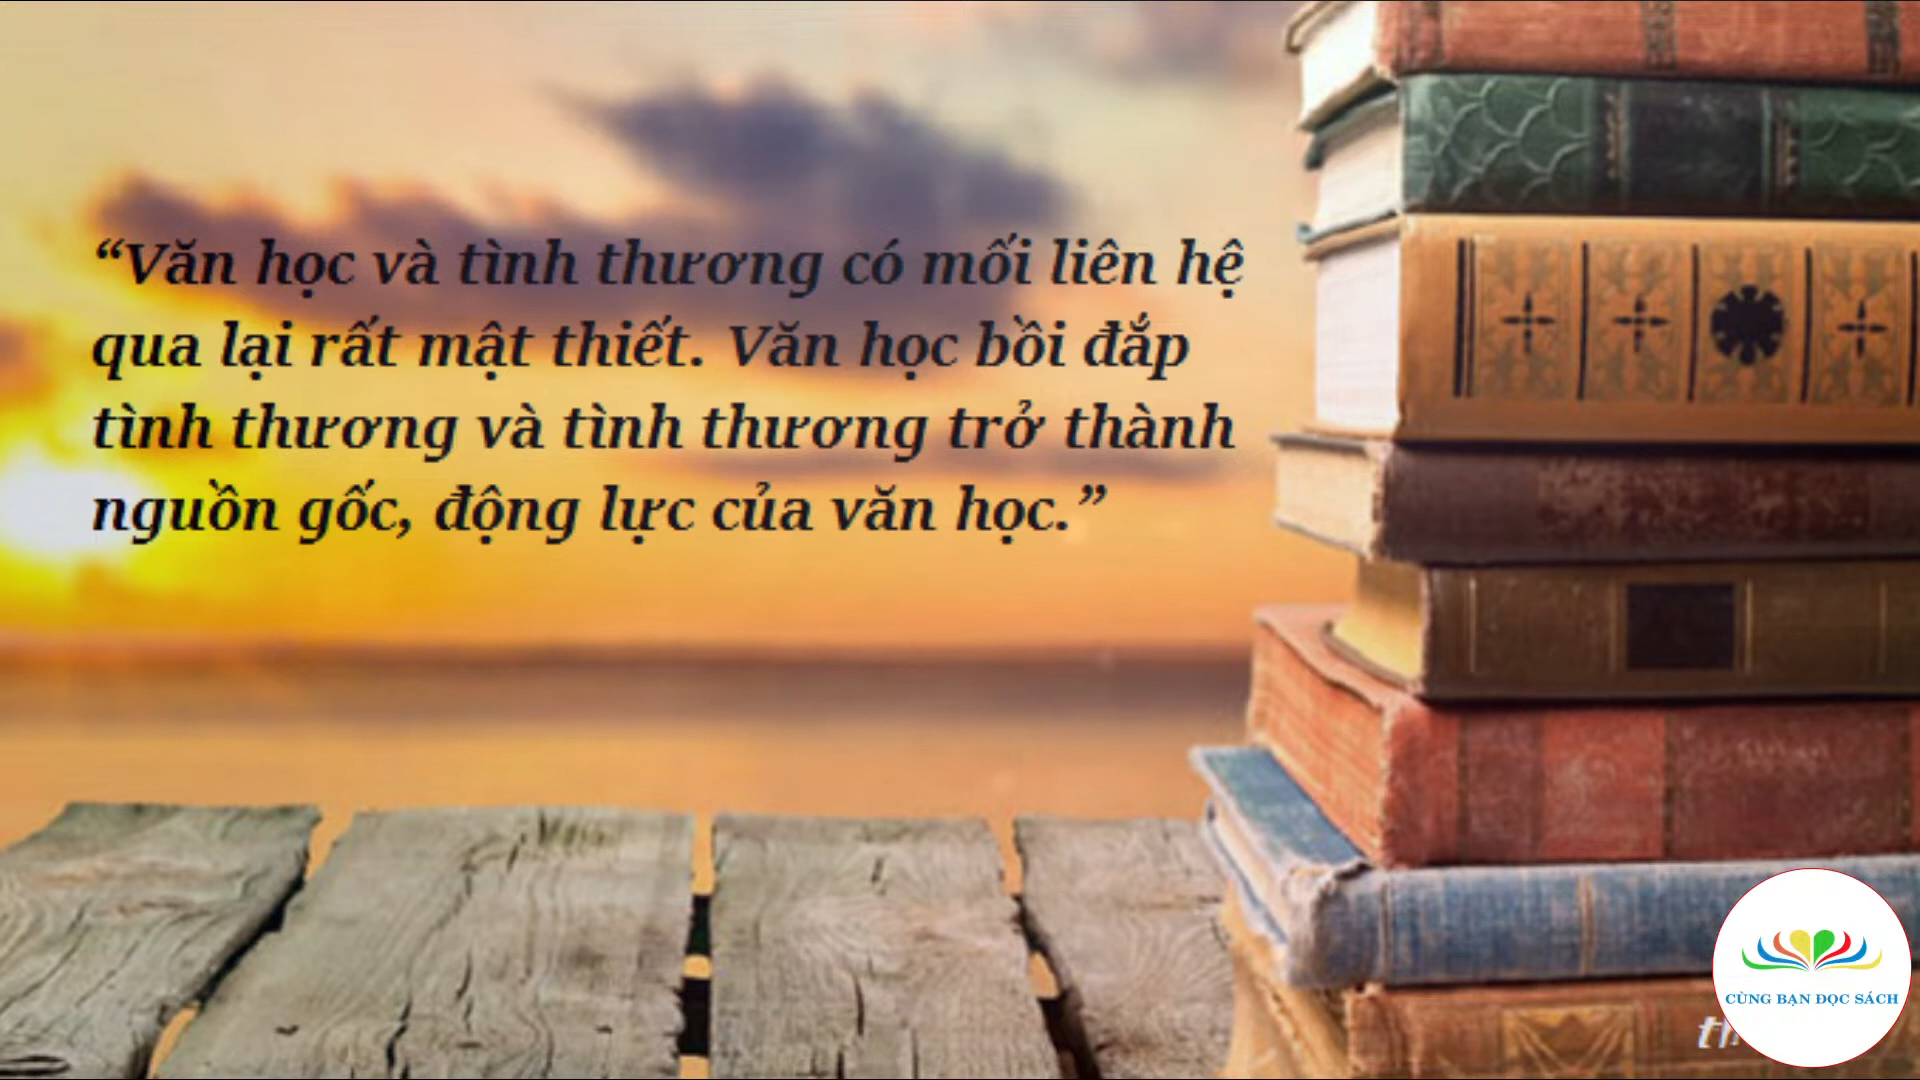 “Văn học và tình thương có mối liên hệ
qua lại rất mật thiết. Văn học bồi đắp
tình thương và tình thương trở thành
nguồn gốc, động lực của văn học.”
CÙNG BẠN ĐỌC SÁCH